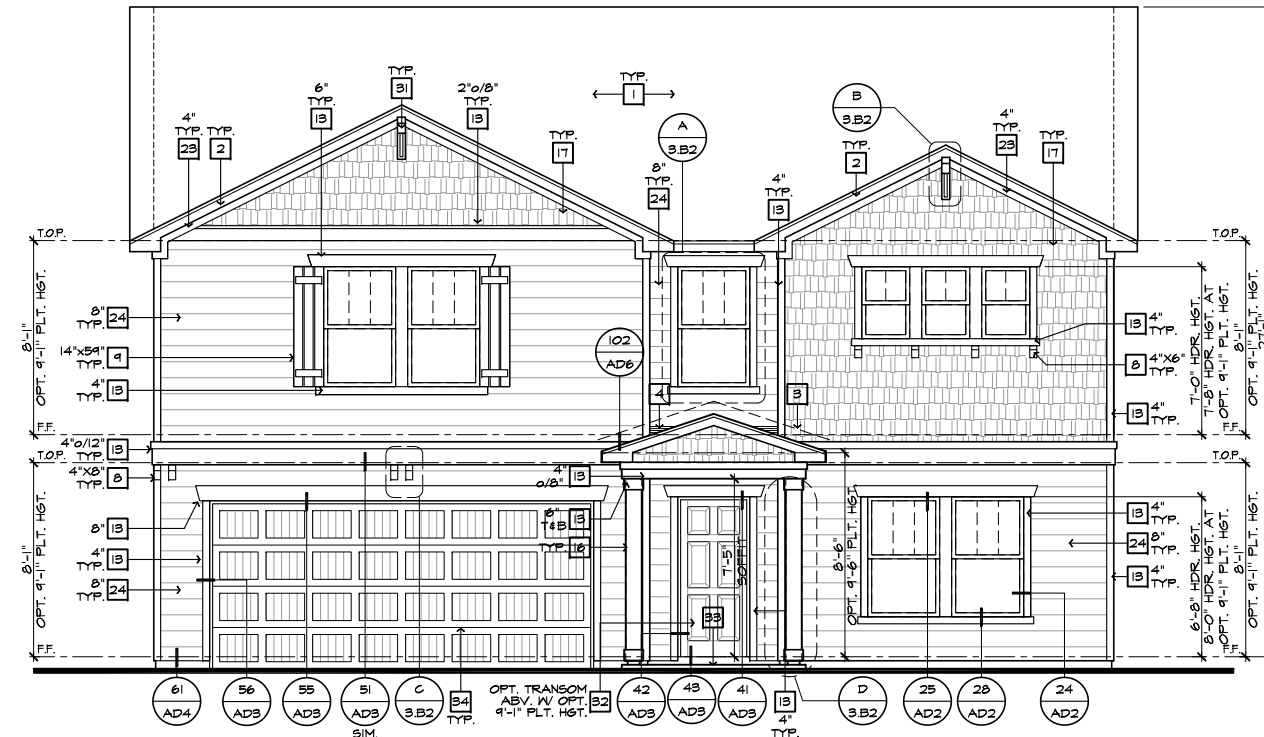 TYP.
31
6"
TYP.
13
2"o/8"
TYP.
13
TYP.
1
B
3.B2
A
3.B2
4"
TYP.
23
TYP.
2
TYP.
17
8"
TYP.
24
4"
TYP.
13
TYP.
2
4"
TYP.
23
TYP.
17
T.O.P.
T.O.P.
8'-1"
OPT. 9'-1" PLT. HGT.
8"
TYP.
24
14"x59"
TYP.
9
4"
TYP.
13
102
AD6
4
3
13
4"
TYP.
8
4"X6"
TYP.
13
4"
TYP.
7'-0" HDR. HGT.
7'-8" HDR. HGT. AT
OPT. 9'-1" PLT. HGT.
8'-1"
OPT. 9'-1" PLT. HGT.
27'-1"
F.F.
F.F.
4"o/12"
TYP.
13
T.O.P.
T.O.P.
4"X8"
TYP.
8
4"
o/8"
13
8'-1"
OPT. 9'-1" PLT. HGT.
8"
13
4"
TYP.
13
8"
TYP.
24
6"
T&B
13
TYP.
16
7'-5"
SOFFIT
8'-6"
OPT. 9'-6" PLT. HGT.
33
13
4"
TYP.
24
8"
TYP.
13
4"
TYP.
6'-8" HDR. HGT.
8'-0" HDR. HGT. AT
OPT. 9'-1" PLT. HGT.
8'-1"
OPT. 9'-1" PLT. HGT.
F.F.
F.F.
61
AD4
56
AD3
55
AD3
51
AD3
SIM.
C
3.B2
34
TYP.
OPT. TRANSOM
ABV. W/ OPT.
9'-1" PLT. HGT.
32
42
AD3
43
AD3
41
AD3
13
4"
TYP.
D
3.B2
25
AD2
28
AD2
24
AD2